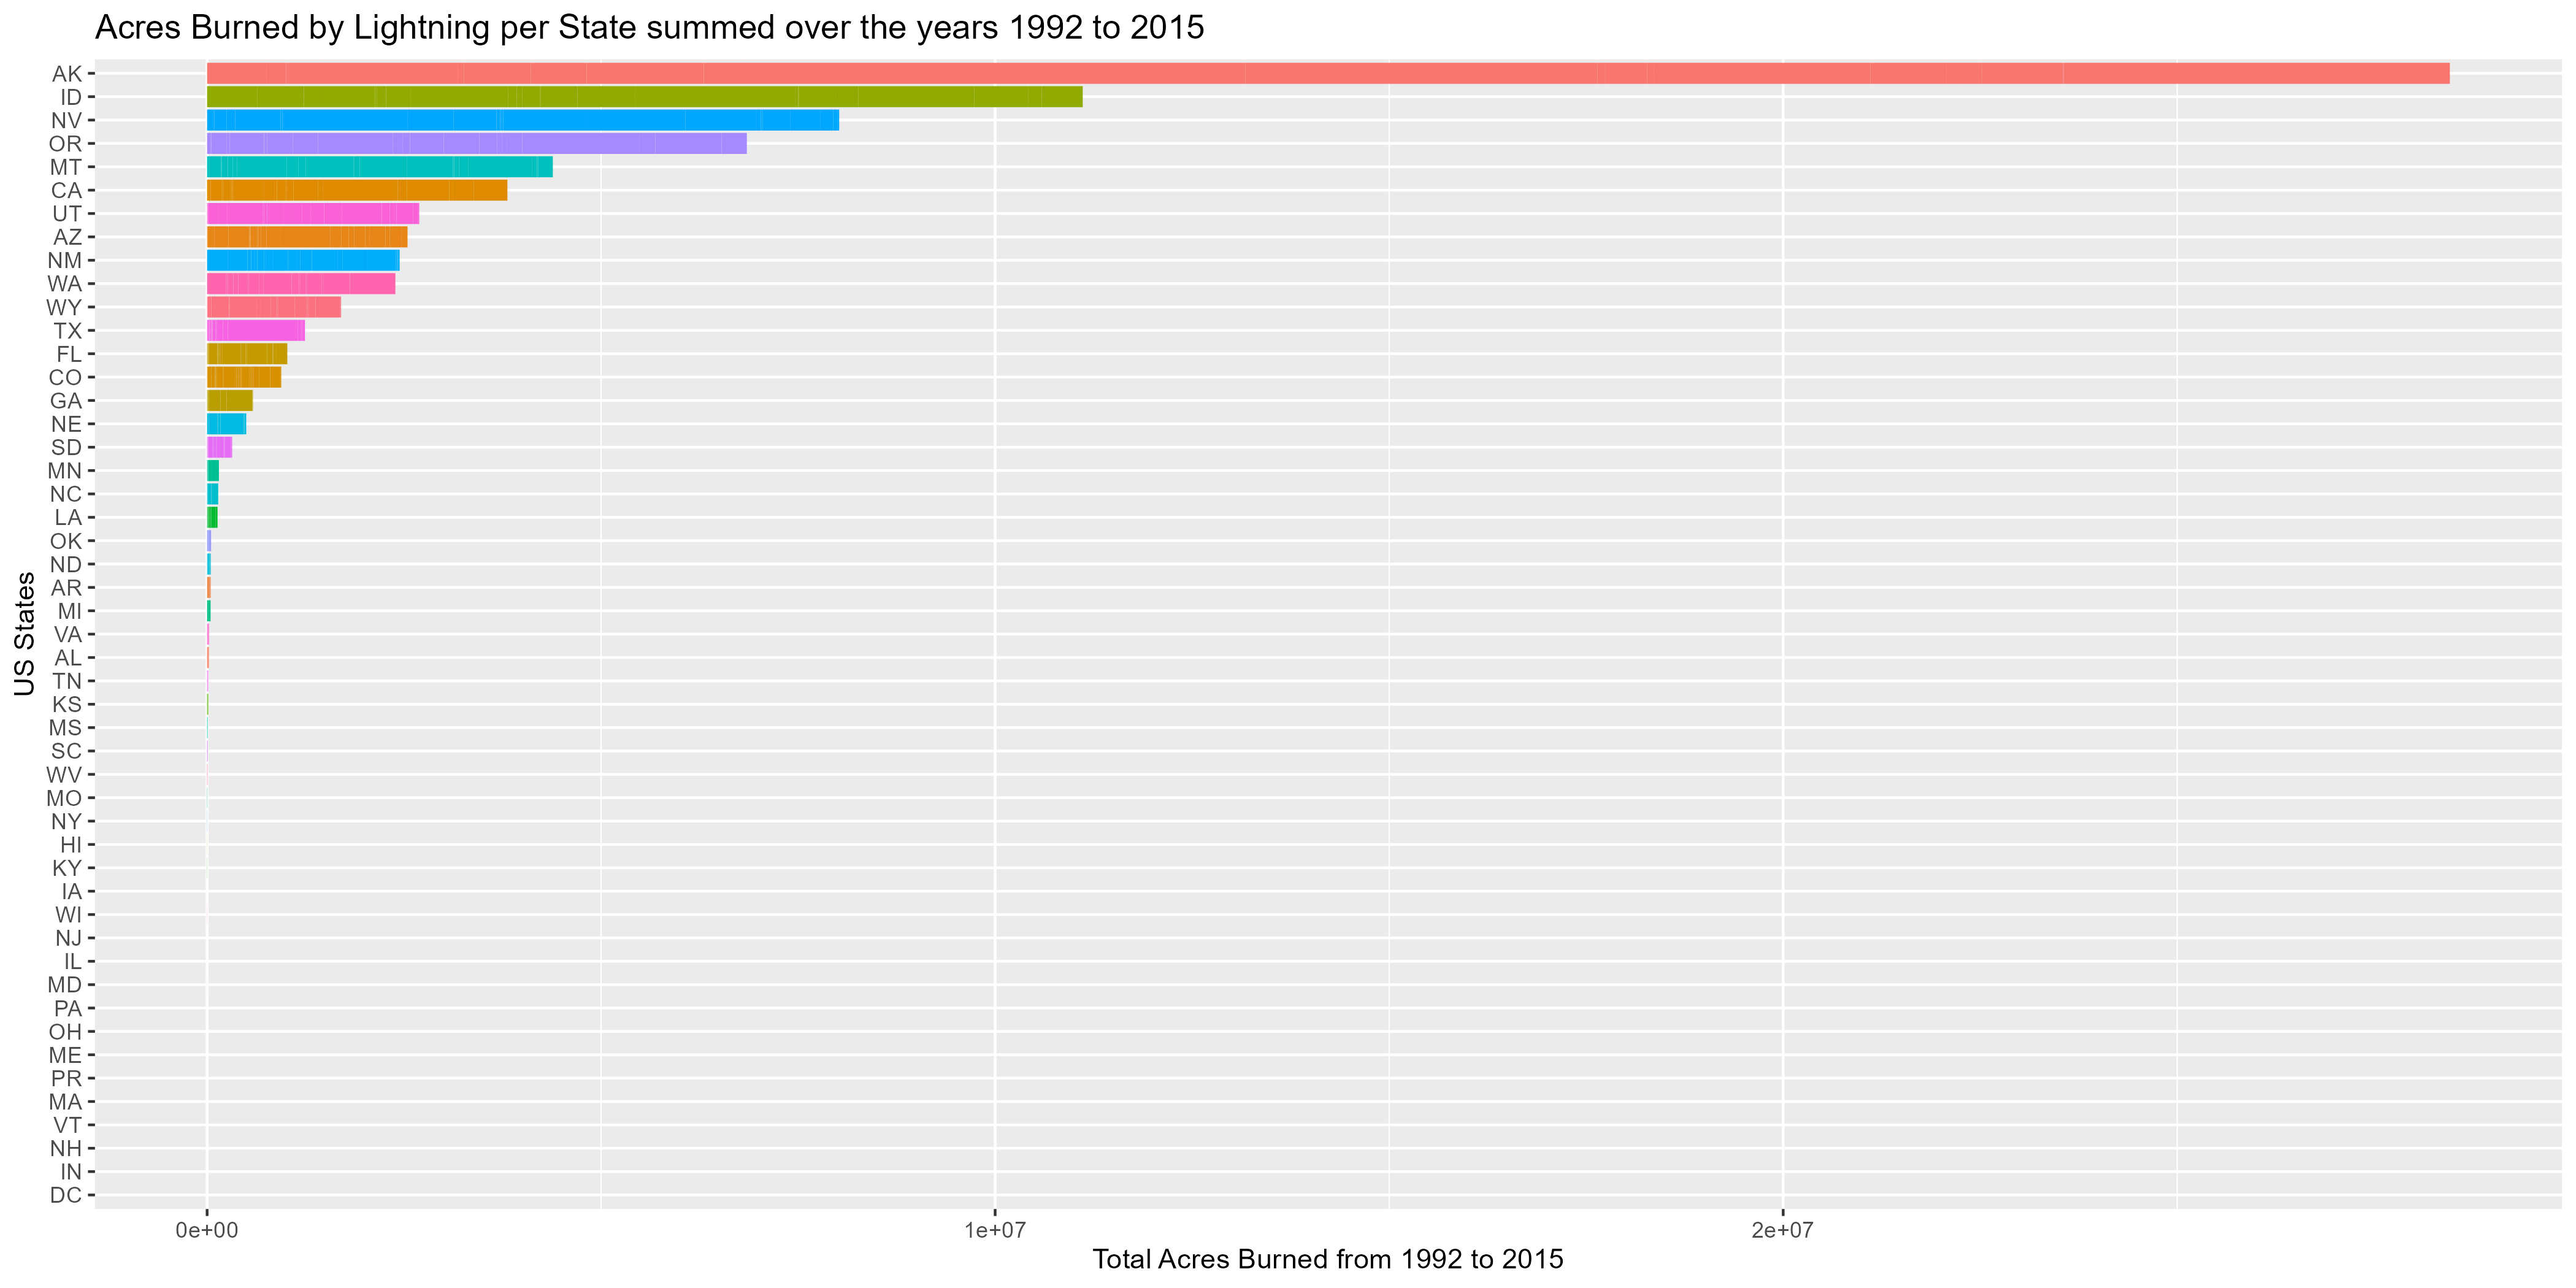 Acres Burned by Lightning per State summed over the years 1992 to 2015
US States
AK
ID
NV
OR
MT
CA
UT
AZ
NM
WA
WY
TX
FL
CO
GA
NE
SD
MN
NC
LA
OK
ND
AR
MI
VA
AL
TN
KS
MS
SC
WV
MO
NY
HI
KY
IA
WI
NJ
IL
MD
PA
OH
ME
PR
MA
VT
NH
IN
DC
0e+00 1e+07 2e+07
Total Acres Burned from 1992 to 2015